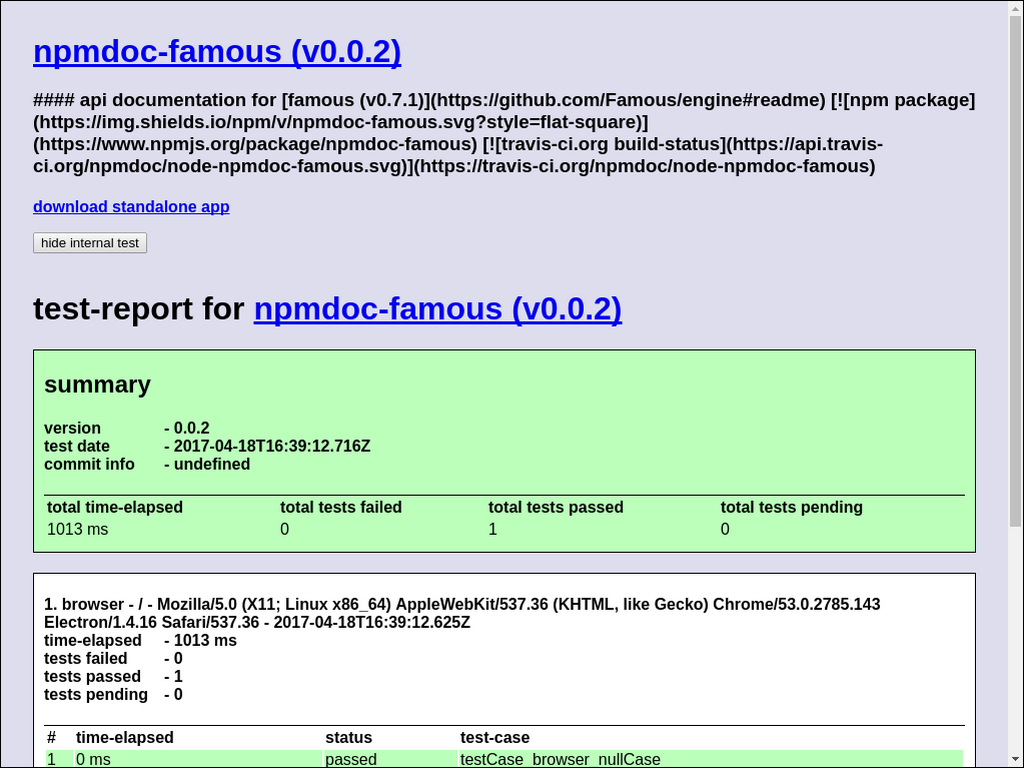 npmdoc-famous (v0.0.2)
#### api documentation for [famous (v0.7.1)](https://github.com/Famous/engine#readme) [![npm package]
(https://img.shields.io/npm/v/npmdoc-famous.svg?style=flat-square)]
(https://www.npmjs.org/package/npmdoc-famous) [![travis-ci.org build-status](https://api.travis-
ci.org/npmdoc/node-npmdoc-famous.svg)](https://travis-ci.org/npmdoc/node-npmdoc-famous)
download standalone app
hide internal test
test-report for npmdoc-famous (v0.0.2)
summary
version - 0.0.2
test date - 2017-04-18T16:39:12.716Z
commit info - undefined
total time-elapsed total tests failed total tests passed total tests pending
1013 ms 0 1 0
1. browser - / - Mozilla/5.0 (X11; Linux x86_64) AppleWebKit/537.36 (KHTML, like Gecko) Chrome/53.0.2785.143
Electron/1.4.16 Safari/537.36 - 2017-04-18T16:39:12.625Z
time-elapsed - 1013 ms
tests failed - 0
tests passed - 1
tests pending - 0
# time-elapsed status test-case
1 0 ms passed testCase_browser_nullCase